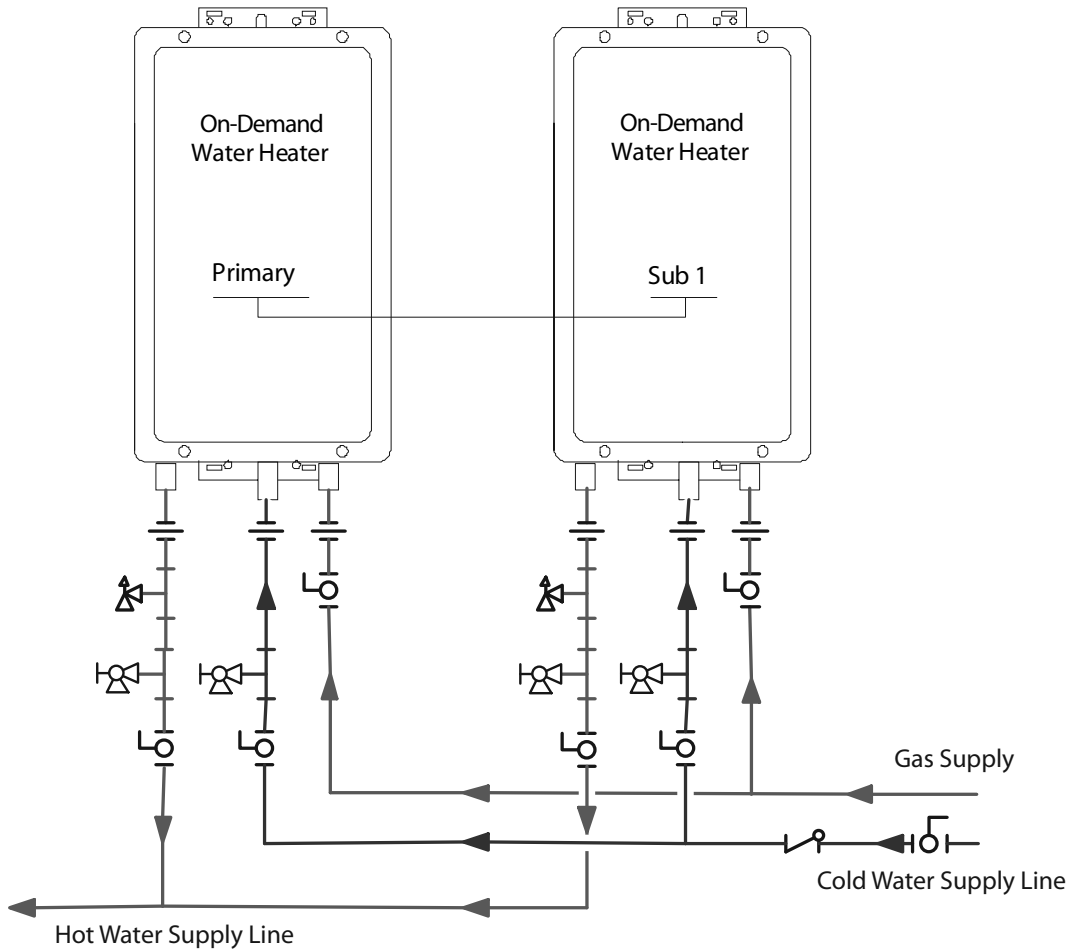 On-Demand
Water Heater
On-Demand
Water Heater
Primary
Sub 1
Gas Supply
Cold Water Supply Line
Hot Water Supply Line